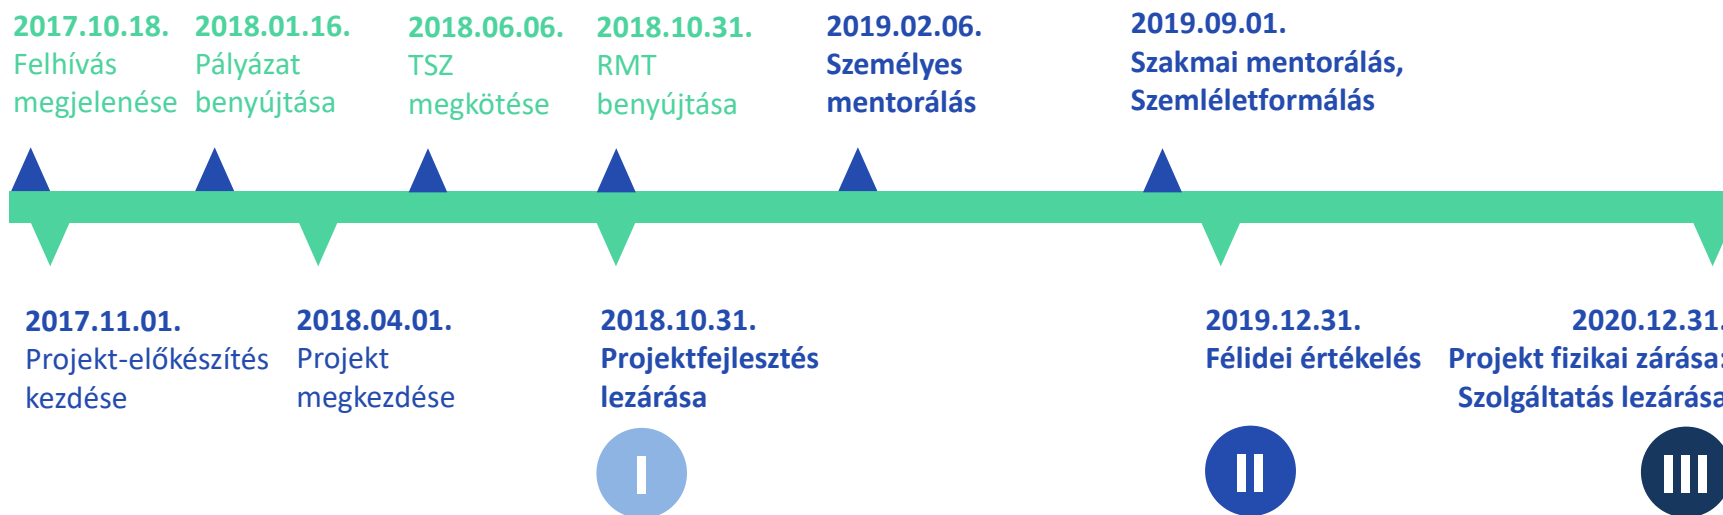 2017.10.18.
Felhívás
megjelenése
2018.01.16.
Pályázat
benyújtása
2018.06.06.
TSZ
megkötése
2018.10.31.
RMT
benyújtása
2019.02.06.
Személyes
mentorálás
2019.09.01.
Szakmai mentorálás,
Szemléletformálás
2017.11.01.
Projekt-előkészítés
kezdése
2018.04.01.
Projekt
megkezdése
2018.10.31.
Projektfejlesztés
lezárása
I
2019.12.31.
Félidei értékelés
II
2020.12.31.
Projekt fizikai zárása:
Szolgáltatás lezárása
III